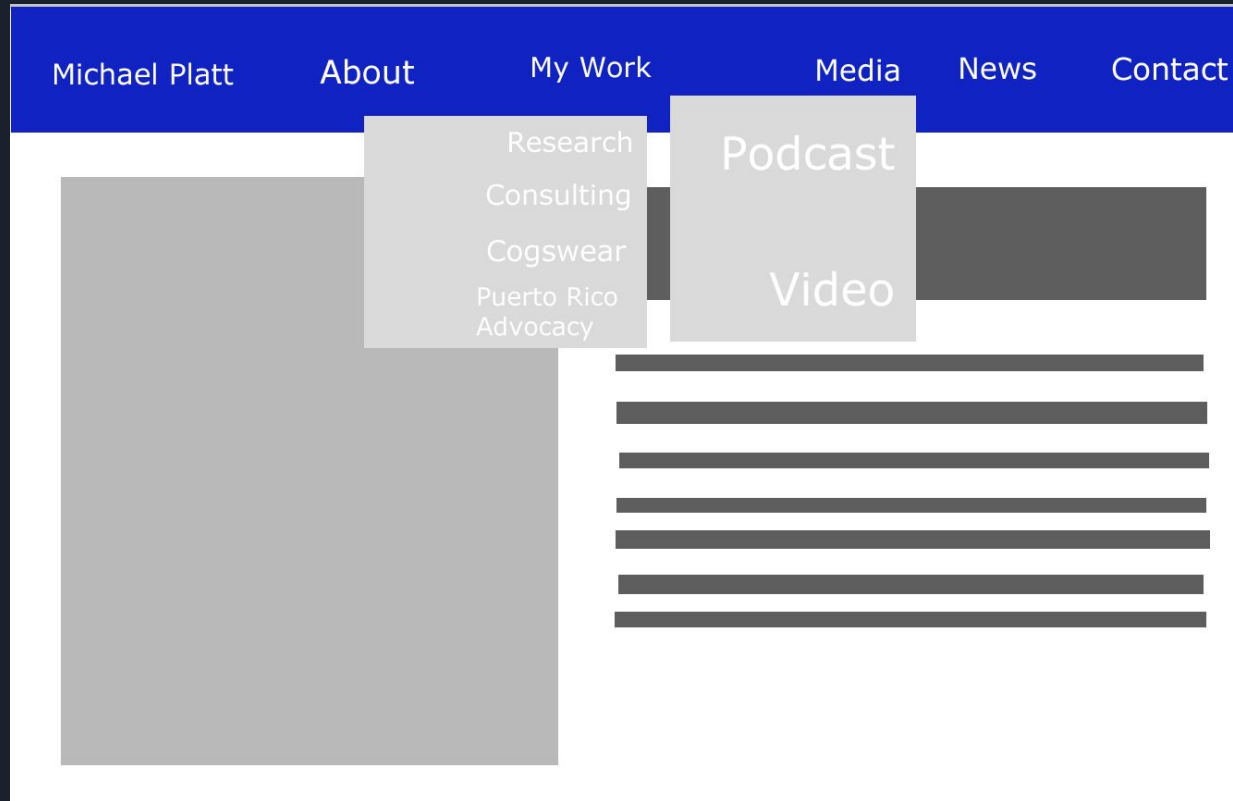 Michael Platt
About
My Work
Media
News
Contact
Research
Consulting
Cogswear
Puerto Rico
Advocacy
Podcast
Video